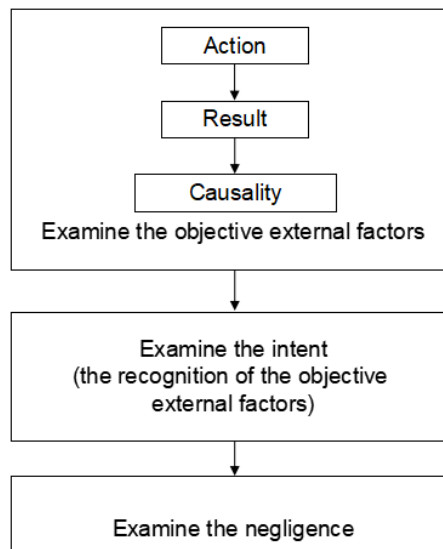 Action
Result
Causality
Examine the objective external factors
Examine the intent
(the recognition of the objective
external factors)
Examine the negligence